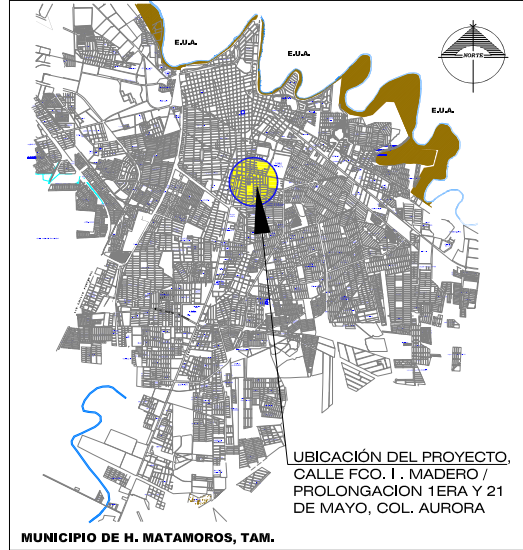 E.U.A.
E.U.A.
NORTE
E.U.A.
UBICACIÓN DEL PROYECTO,
CALLE FCO. I . MADERO /
PROLONGACION 1ERA Y 21
DE MAYO, COL. AURORA
MUNICIPIO DE H. MATAMOROS, TAM.